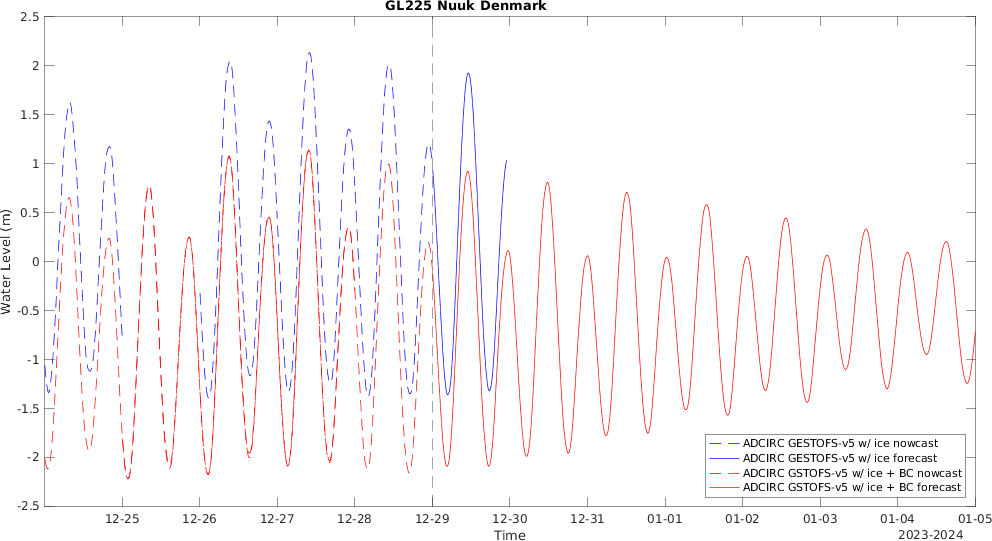 GL225 Nuuk Denmark
2.5
2
1.5
1
0.5
0
-0.5
-1
-1.5
-2
-2.5
Water Level (m)
ADCIRC GESTOFS-v5 w/ ice nowcast
ADCIRC GESTOFS-v5 w/ ice forecast
ADCIRC GSTOFS-v5 w/ ice + BC nowcast
ADCIRC GSTOFS-v5 w/ ice + BC forecast
12-25 12-26 12-27 12-28 12-29 12-30 12-31 01-01 01-02 01-03 01-04 01-05
Time
2023-2024